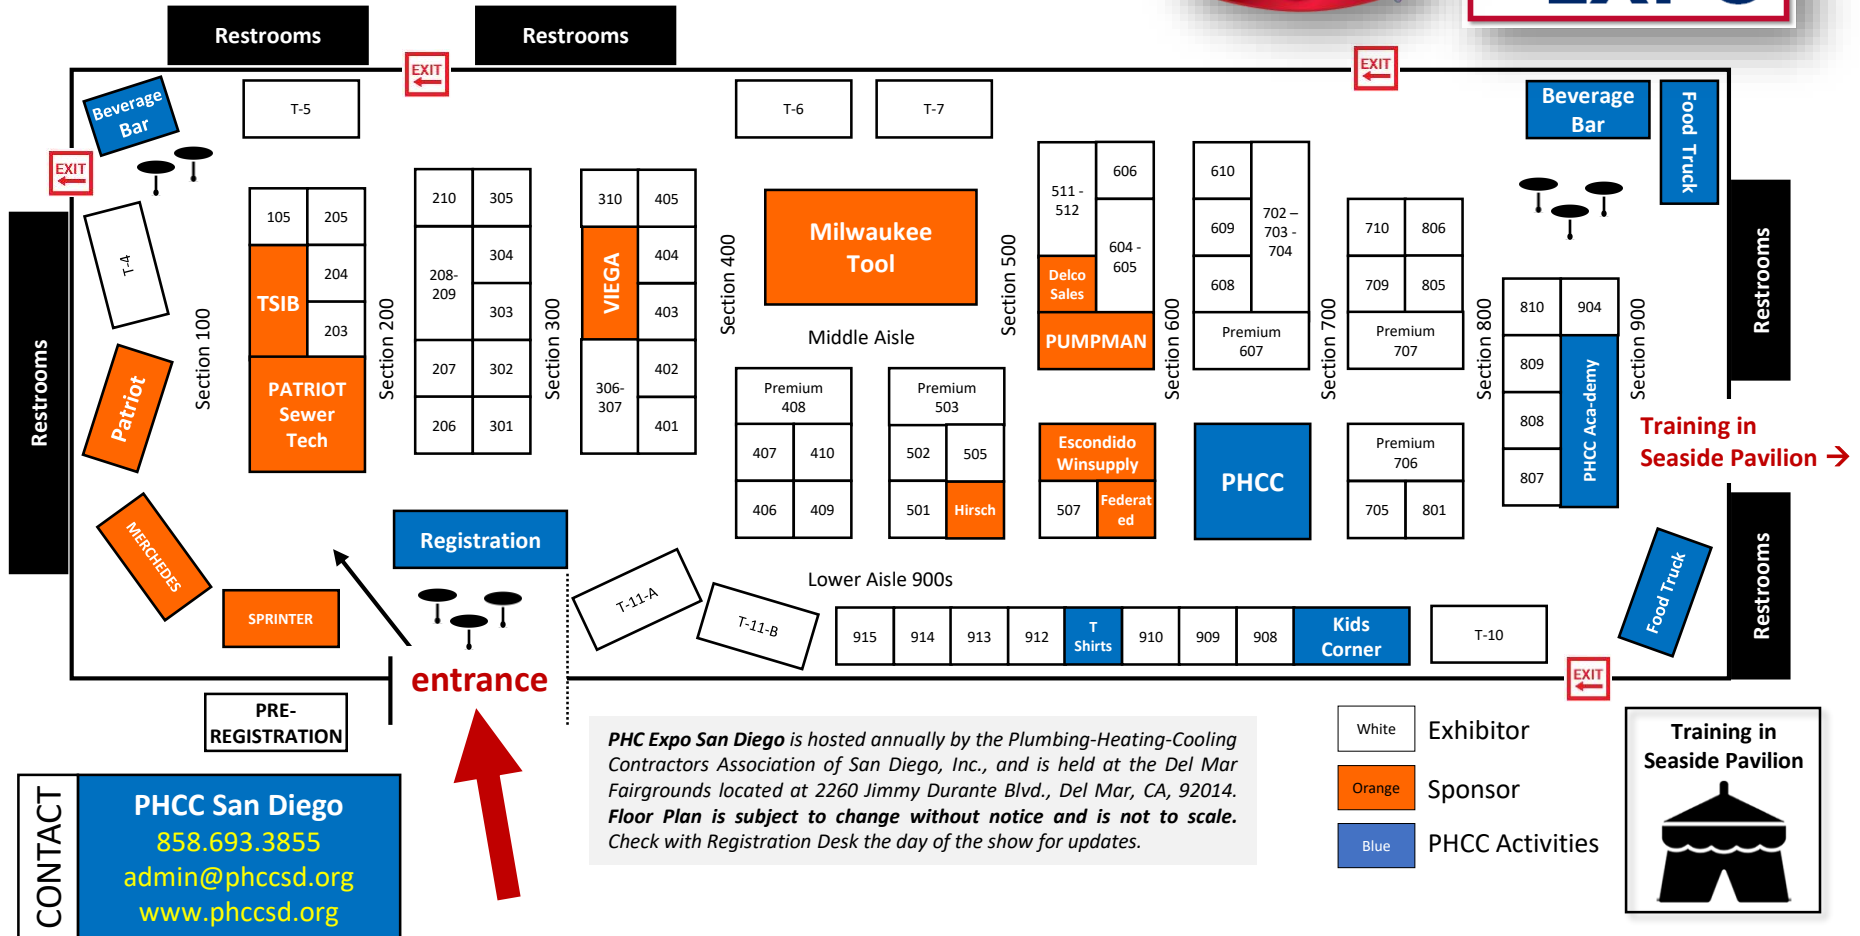 EXPO
Restrooms
Restrooms
EXIT
EXIT
Beverage
Bar
T-5
T-6
T-7
Beverage
Bar
Food Truck
EXIT
T-4
Restrooms
Patriot
MERCHEDES
SPRINTER
Section 100
105
205
TSIB
204
203
PATRIOT
Sewer
Tech
Section 200
210
305
208-
209
304
303
207
302
206
301
Section 300
310
405
VIEGA
404
403
306-
307
402
401
Section 400
Milwaukee
Tool
Middle Aisle
Premium
408
407
410
406
409
Premium
503
502
505
501
Hirsch
Section 500
511 -
512
606
604 -
605
Delco
Sales
PUMPMAN
Escondido
Winsupply
507
Federat
ed
Section 600
610
609
608
702 –
703 -
704
Premium
607
PHCC
Section 700
710
806
709
805
Premium
707
Premium
706
705
801
Section 800
810
904
809
808
807
PHCC Aca-demy
Section 900
Restrooms
Training in
Seaside Pavilion →
Restrooms
Food Truck
Registration
T-11-A
T-11-B
Lower Aisle 900s
915
914
913
912
T
Shirts
910
909
908
Kids
Corner
T-10
EXIT
entrance
PRE-
REGISTRATION
CONTACT
PHCC San Diego
858.693.3855
admin@phccsd.org
www.phccsd.org
PHC Expo San Diego is hosted annually by the Plumbing-Heating-Cooling
Contractors Association of San Diego, Inc., and is held at the Del Mar
Fairgrounds located at 2260 Jimmy Durante Blvd., Del Mar, CA, 92014.
Floor Plan is subject to change without notice and is not to scale.
Check with Registration Desk the day of the show for updates.
White
Exhibitor
Orange
Sponsor
Blue
PHCC Activities
Training in
Seaside Pavilion